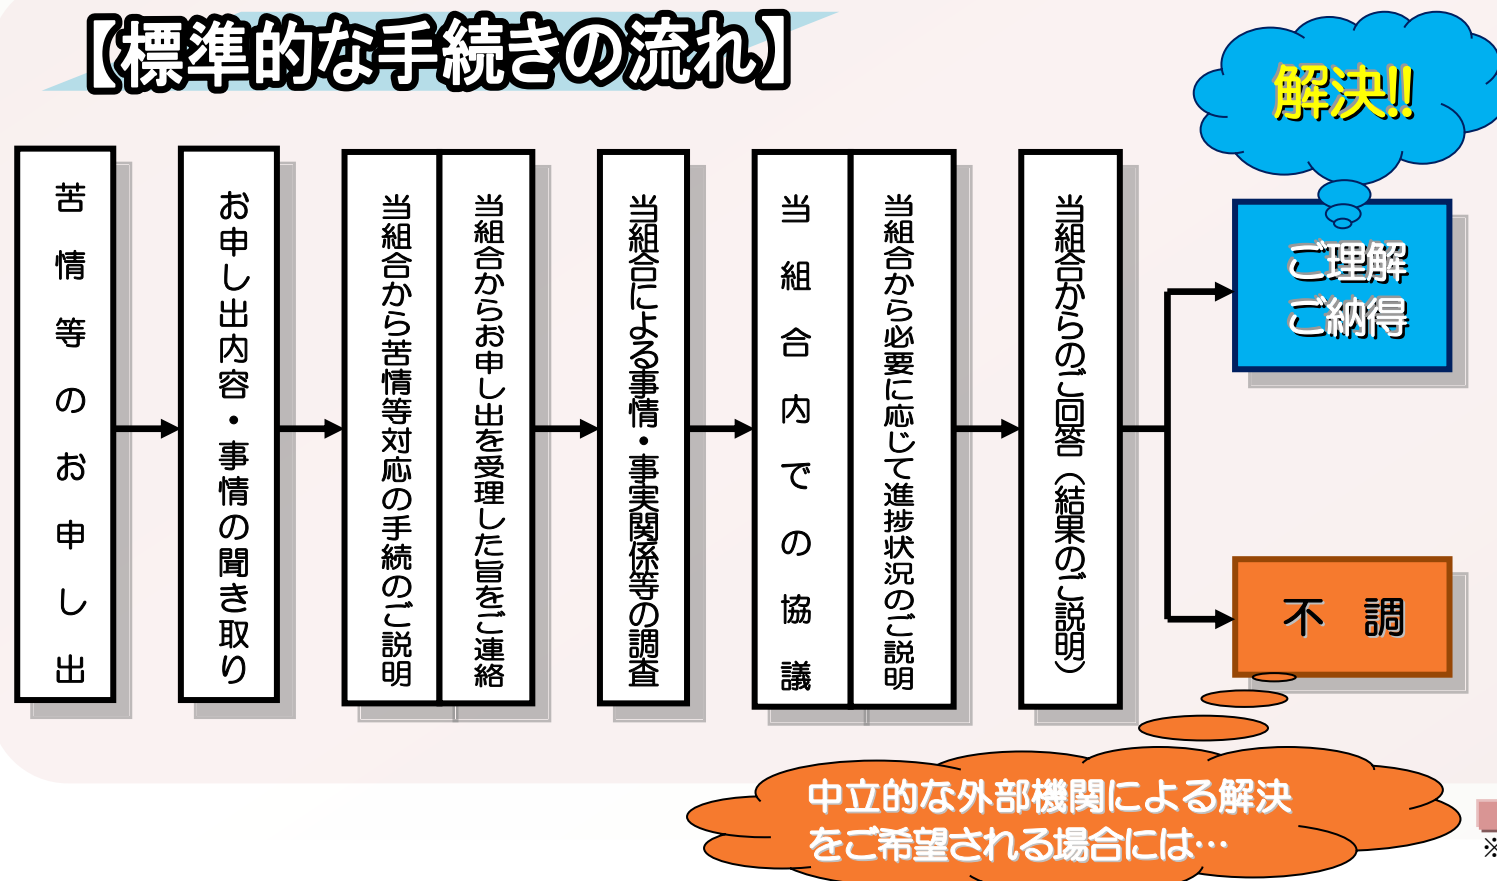 【標準的な手続きの流れ】
苦情等のお申し出
お申し出内容・事情の聞き取り
当組合から苦情等対応の手続のご説明
当組合からお申し出を受理した旨をご連絡
当組合による事情・事実関係等の調査
当組合内での協議
当組合から必要に応じて進捗状況のご説明
当組合からのご回答（結果のご説明）
解決!!
ご理解
ご納得
不　調
中立的な外部機関による解決
をご希望される場合には…
※